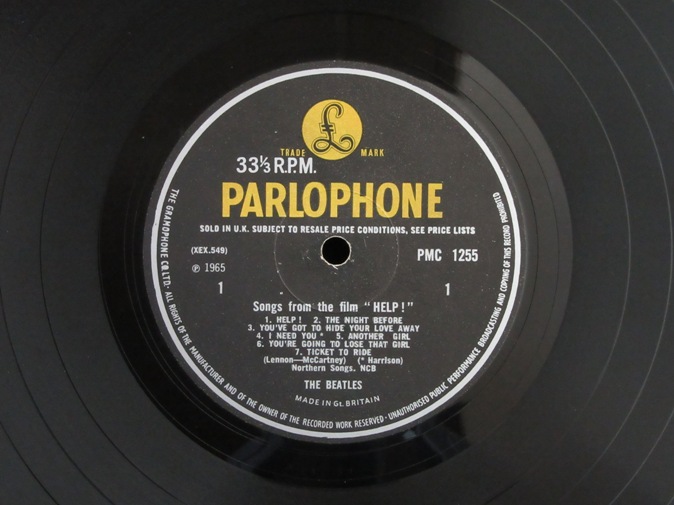 £
TRADE MARK
33⅓ R.P.M.
PARLOPHONE
SOLD IN U.K. SUBJECT TO RESALE PRICE CONDITIONS, SEE PRICE LISTS
(XEX.549)
PMC 1255
℗ 1965
1
1
Songs from the film "HELP!"
1. HELP! 2. THE NIGHT BEFORE
3. YOU'VE GOT TO HIDE YOUR LOVE AWAY
4. I NEED YOU * 5. ANOTHER GIRL
6. YOU'RE GOING TO LOSE THAT GIRL
7. TICKET TO RIDE
(Lennon—McCartney) (* Harrison)
Northern Songs. NCB
THE BEATLES
MADE IN Gt. BRITAIN
THE GRAMOPHONE CO. LTD. · ALL RIGHTS OF THE MANUFACTURER AND OF THE OWNER OF THE RECORDED WORK RESERVED · UNAUTHORISED PUBLIC PERFORMANCE BROADCASTING AND COPYING OF THIS RECORD PROHIBITED